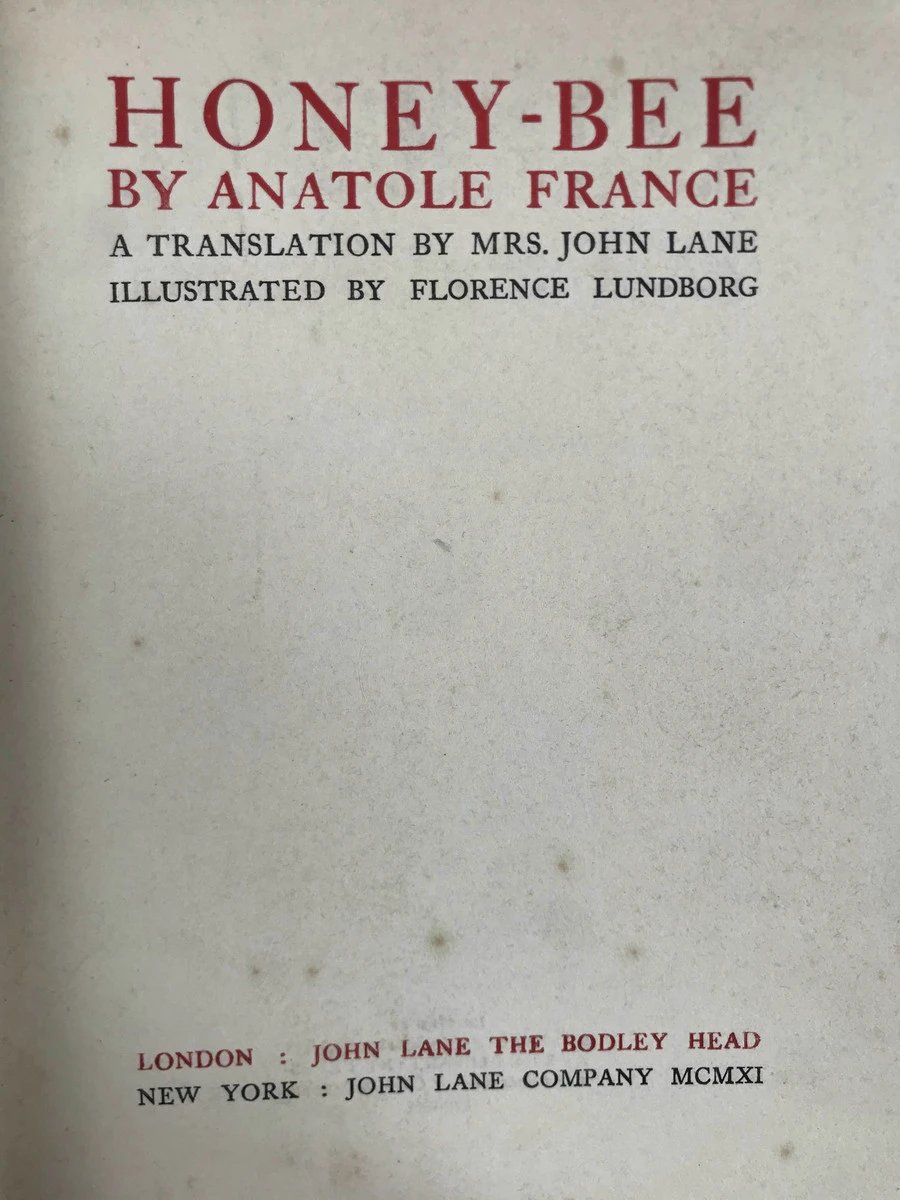 HONEY-BEE
BY ANATOLE FRANCE
A TRANSLATION BY MRS. JOHN LANE
ILLUSTRATED BY FLORENCE LUNDBORG
LONDON : JOHN LANE THE BODLEY HEAD
NEW YORK : JOHN LANE COMPANY MCMXI